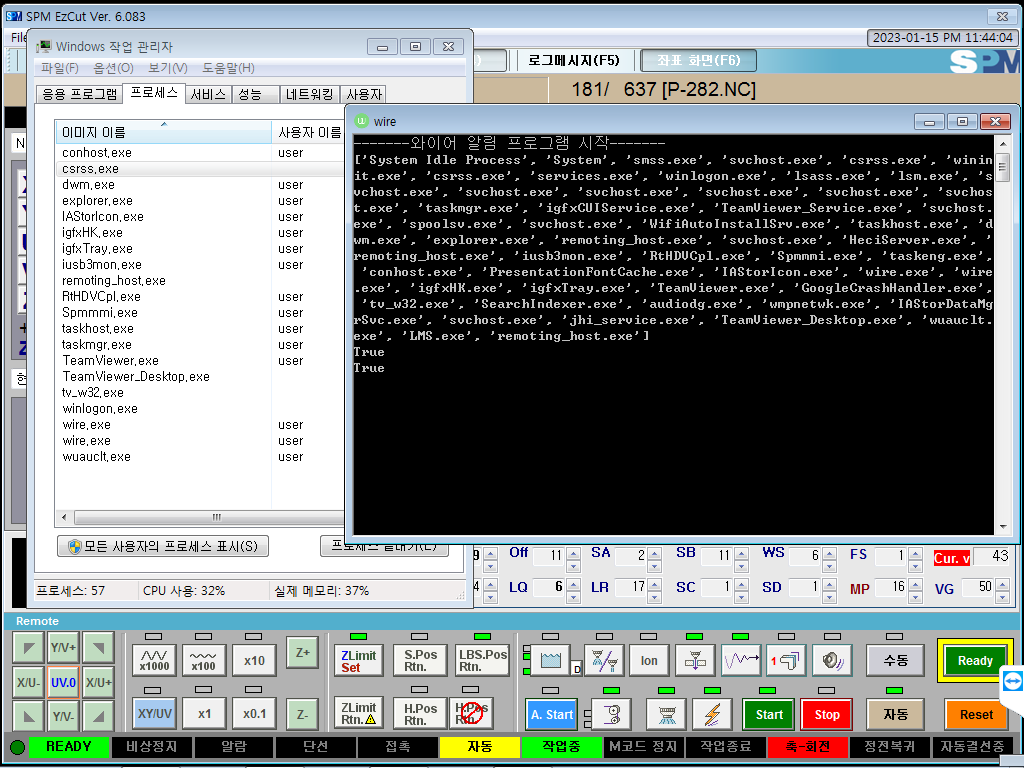 SPM SPM EzCut Ver. 6.083
File
2023-01-15 PM 11:44:04
로그메시지(F5)
좌표 화면(F6)
SPM
181/ 637 [P-282.NC]
Windows 작업 관리자
파일(F) 옵션(O) 보기(V) 도움말(H)
응용 프로그램 프로세스 서비스 성능 네트워킹 사용자
이미지 이름 사용자 이름
conhost.exe user
csrss.exe
dwm.exe user
explorer.exe user
IAStorIcon.exe user
igfxHK.exe user
igfxTray.exe user
iusb3mon.exe user
remoting_host.exe
RtHDVCpl.exe user
Spmmmi.exe user
taskhost.exe user
taskmgr.exe user
TeamViewer.exe user
TeamViewer_Desktop.exe
tv_w32.exe
winlogon.exe
wire.exe user
wire.exe user
wuauclt.exe user
모든 사용자의 프로세스 표시(S)
프로세스 끝내기(E)
프로세스: 57 CPU 사용: 32% 실제 메모리: 37%
wire
-------와이어 알림 프로그램 시작-------
['System Idle Process', 'System', 'smss.exe', 'svchost.exe', 'csrss.exe', 'winin
it.exe', 'csrss.exe', 'services.exe', 'winlogon.exe', 'lsass.exe', 'lsm.exe', 's
vchost.exe', 'svchost.exe', 'svchost.exe', 'svchost.exe', 'svchost.exe', 'svchos
t.exe', 'taskmgr.exe', 'igfxCUIService.exe', 'TeamViewer_Service.exe', 'svchost.
exe', 'spoolsv.exe', 'svchost.exe', 'WifiAutoInstallSrv.exe', 'taskhost.exe', 'd
wm.exe', 'explorer.exe', 'remoting_host.exe', 'svchost.exe', 'HeciServer.exe', '
remoting_host.exe', 'iusb3mon.exe', 'RtHDVCpl.exe', 'Spmmmi.exe', 'taskeng.exe',
'conhost.exe', 'PresentationFontCache.exe', 'IAStorIcon.exe', 'wire.exe', 'wire
.exe', 'igfxHK.exe', 'igfxTray.exe', 'TeamViewer.exe', 'GoogleCrashHandler.exe',
'tv_w32.exe', 'SearchIndexer.exe', 'audiodg.exe', 'wmpnetwk.exe', 'IAStorDataMg
rSvc.exe', 'svchost.exe', 'jhi_service.exe', 'TeamViewer_Desktop.exe', 'wuauclt.
exe', 'LMS.exe', 'remoting_host.exe']
True
True
Off 11 SA 2 SB 11 WS 6 FS 1 Cur. v 43
LQ 6 LR 17 SC 1 SD 1 MP 16 VG 50
Remote
Y/V+
X/U- UV.0 X/U+
Y/V-
x1000 x100 x10 Z+
XY/UV x1 x0.1 Z-
ZLimit Set
S.Pos Rtn.
LBS.Pos Rtn.
ZLimit Rtn.
H.Pos Rtn.
H.Pos Rtn.
D
Ion
1
수동
Ready
A. Start
Start
Stop
자동
Reset
READY 비상정지 알람 단선 접촉 자동 작업중 M코드 정지 작업종료 축-회전 정전복귀 자동결선중